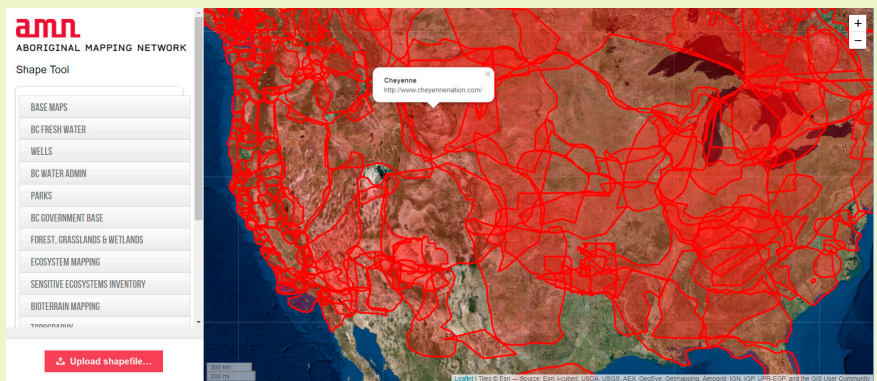 amn
ABORIGINAL MAPPING NETWORK
Shape Tool
BASE MAPS
BC FRESH WATER
WELLS
BC WATER ADMIN
PARKS
BC GOVERNMENT BASE
FOREST, GRASSLANDS & WETLANDS
ECOSYSTEM MAPPING
SENSITIVE ECOSYSTEMS INVENTORY
BIOTERRAIN MAPPING
TOPOGRAPHY
Upload shapefile...
Cheyenne
http://www.cheyennenation.com/
×
+
−
300 km
200 mi
Leaflet | Tiles © Esri — Source: Esri, i-cubed, USDA, USGS, AEX, GeoEye, Getmapping, Aerogrid, IGN, IGP, UPR-EGP, and the GIS User Community